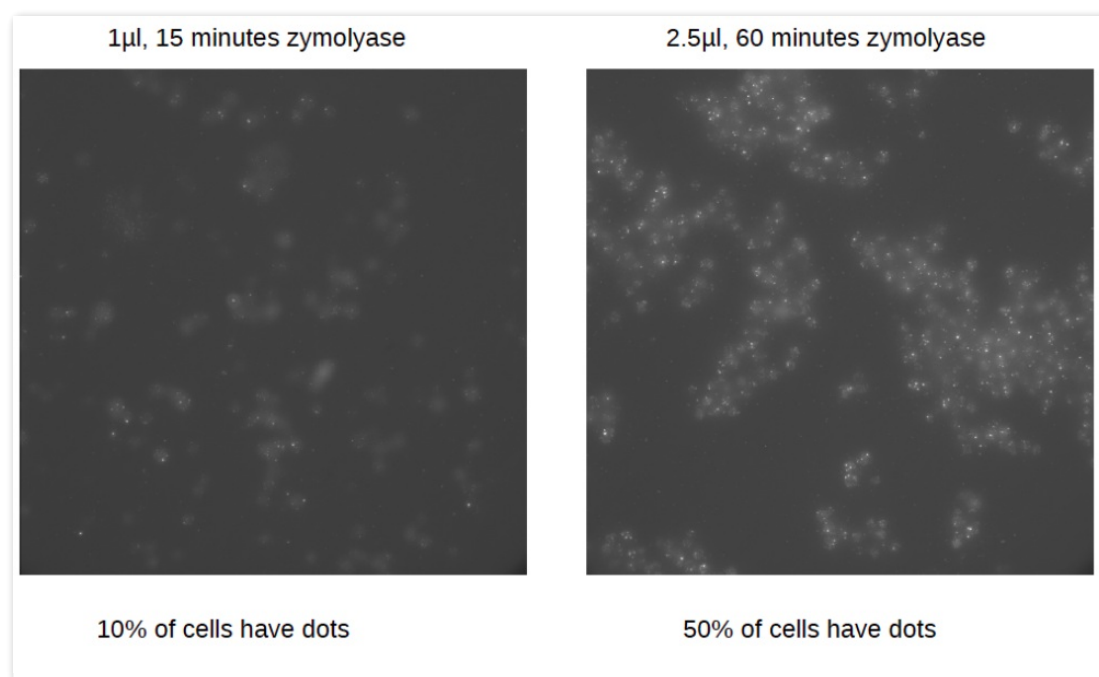 1µl, 15 minutes zymolyase
2.5µl, 60 minutes zymolyase
10% of cells have dots
50% of cells have dots